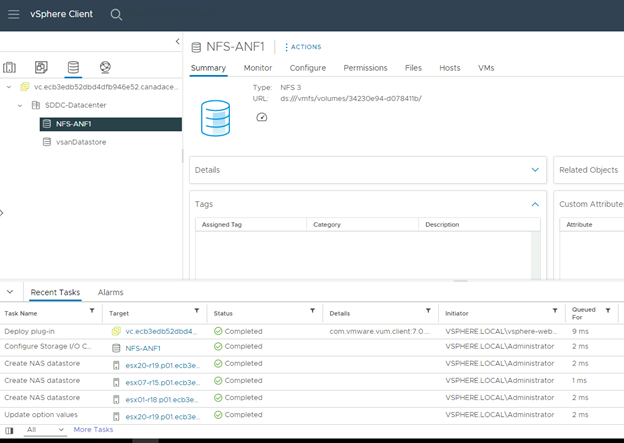 vSphere Client
NFS-ANF1 ACTIONS
Summary Monitor Configure Permissions Files Hosts VMs
vc.ecb3edb52dbd4dfb946e52.canadace...
SDDC-Datacenter
NFS-ANF1
vsanDatastore
Type: NFS 3
URL: ds:///vmfs/volumes/34230e94-d078411b/
Details
Related Objects
Tags
Custom Attributes
Assigned Tag Category Description
Attribute
Recent Tasks Alarms
Task Name Target Status Details Initiator Queued For
Deploy plug-in vc.ecb3edb52dbd4... Completed com.vmware.vum.client:7.0... VSPHERE.LOCAL\vsphere-web... 9 ms
Configure Storage I/O C... NFS-ANF1 Completed VSPHERE.LOCAL\Administrator 2 ms
Create NAS datastore esx20-r19.p01.ecb3e... Completed VSPHERE.LOCAL\Administrator 2 ms
Create NAS datastore esx07-r15.p01.ecb3e... Completed VSPHERE.LOCAL\Administrator 1 ms
Create NAS datastore esx01-r18.p01.ecb3e... Completed VSPHERE.LOCAL\Administrator 2 ms
Update option values esx20-r19.p01.ecb3e... Completed VSPHERE.LOCAL\Administrator 2 ms
All More Tasks